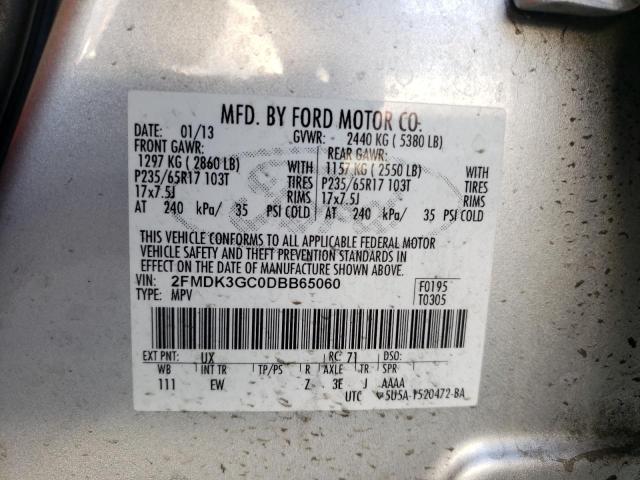 MFD. BY FORD MOTOR CO.
DATE: 01/13 GVWR: 2440 KG ( 5380 LB)
FRONT GAWR: REAR GAWR:
1297 KG ( 2860 LB) WITH 1157 KG ( 2550 LB) WITH
P235/65R17 103T TIRES P235/65R17 103T TIRES
17x7.5J RIMS 17x7.5J RIMS
AT 240 kPa/ 35 PSI COLD AT 240 kPa/ 35 PSI COLD
THIS VEHICLE CONFORMS TO ALL APPLICABLE FEDERAL MOTOR
VEHICLE SAFETY AND THEFT PREVENTION STANDARDS IN
EFFECT ON THE DATE OF MANUFACTURE SHOWN ABOVE.
VIN: 2FMDK3GC0DBB65060 F0195
TYPE: MPV T0305
EXT PNT: UX RC: 71 DSO:
WB INT TR TP/PS R AXLE TR SPR
111 EW Z 3E J AAAA
UTC 5U5A-1520472-BA